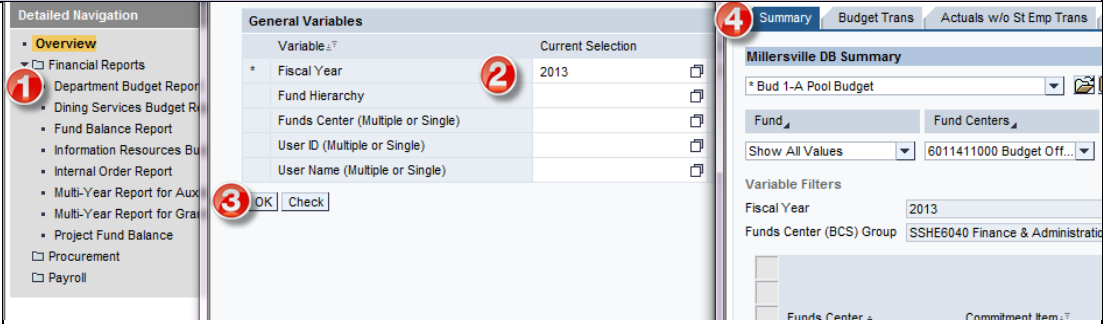 Detailed Navigation
Overview
Financial Reports
1
Department Budget Repor
Dining Services Budget R
Fund Balance Report
Information Resources Bu
Internal Order Report
Multi-Year Report for Aux
Multi-Year Report for Gra
Project Fund Balance
Procurement
Payroll
General Variables
Variable Current Selection
* Fiscal Year 2 2013
Fund Hierarchy
Funds Center (Multiple or Single)
User ID (Multiple or Single)
User Name (Multiple or Single)
3 OK Check
4 Summary Budget Trans Actuals w/o St Emp Trans
Millersville DB Summary
* Bud 1-A Pool Budget
Fund Fund Centers
Show All Values 6011411000 Budget Off...
Variable Filters
Fiscal Year 2013
Funds Center (BCS) Group SSHE6040 Finance & Administratio
Funds Center Commitment Item